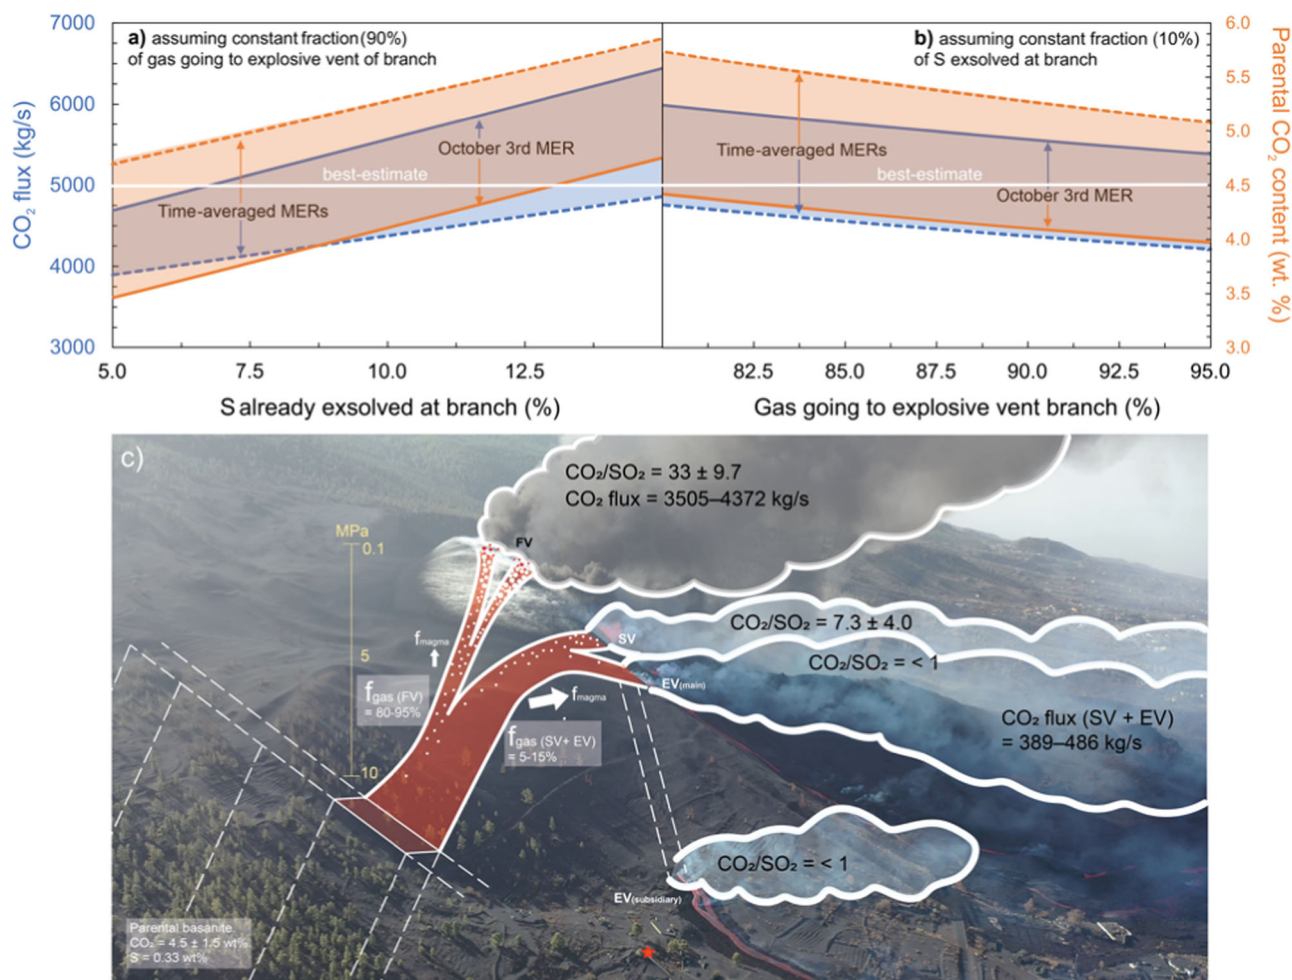 7000
6000
5000
4000
3000
CO₂ flux (kg/s)
a) assuming constant fraction (90%)
of gas going to explosive vent of branch
October 3rd MER
best-estimate
Time-averaged MERs
5.0
7.5
10.0
12.5
S already exsolved at branch (%)
b) assuming constant fraction (10%)
of S exsolved at branch
Time-averaged MERs
best-estimate
October 3rd MER
82.5
85.0
87.5
90.0
92.5
95.0
Gas going to explosive vent branch (%)
6.0
5.5
5.0
4.5
4.0
3.5
3.0
Parental CO₂ content (wt. %)
c)
CO₂/SO₂ = 33 ± 9.7
CO₂ flux = 3505–4372 kg/s
MPa
0.1
5
10
FV
fmagma
fgas (FV)
= 80-95%
SV
CO₂/SO₂ = 7.3 ± 4.0
CO₂/SO₂ = < 1
EV(main)
fmagma
fgas (SV+ EV)
= 5-15%
CO₂ flux (SV + EV)
= 389–486 kg/s
CO₂/SO₂ = < 1
EV(subsidiary)
Parental basanite
CO₂ = 4.5 ± 1.5 wt%
S = 0.33 wt%